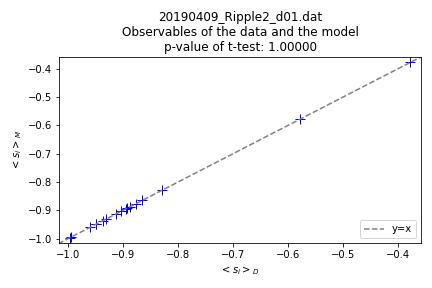 20190409_Ripple2_d01.dat
Observables of the data and the model
p-value of t-test: 1.00000
< s_i >_M
−0.4
−0.5
−0.6
−0.7
−0.8
−0.9
−1.0
y=x
−1.0 −0.9 −0.8 −0.7 −0.6 −0.5 −0.4
< s_i >_D